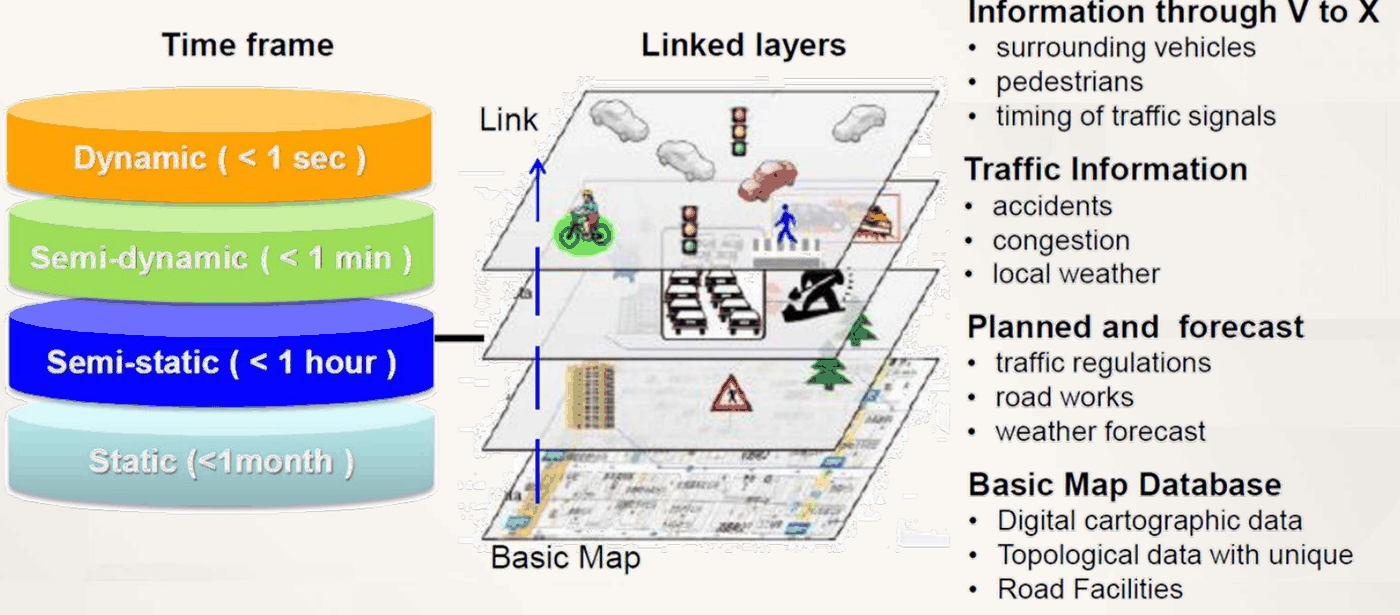 Time frame
Dynamic ( < 1 sec )
Semi-dynamic ( < 1 min )
Semi-static ( < 1 hour )
Static (<1month )
Linked layers
Link
Basic Map
Information through V to X
• surrounding vehicles
• pedestrians
• timing of traffic signals
Traffic Information
• accidents
• congestion
• local weather
Planned and forecast
• traffic regulations
• road works
• weather forecast
Basic Map Database
• Digital cartographic data
• Topological data with unique
• Road Facilities